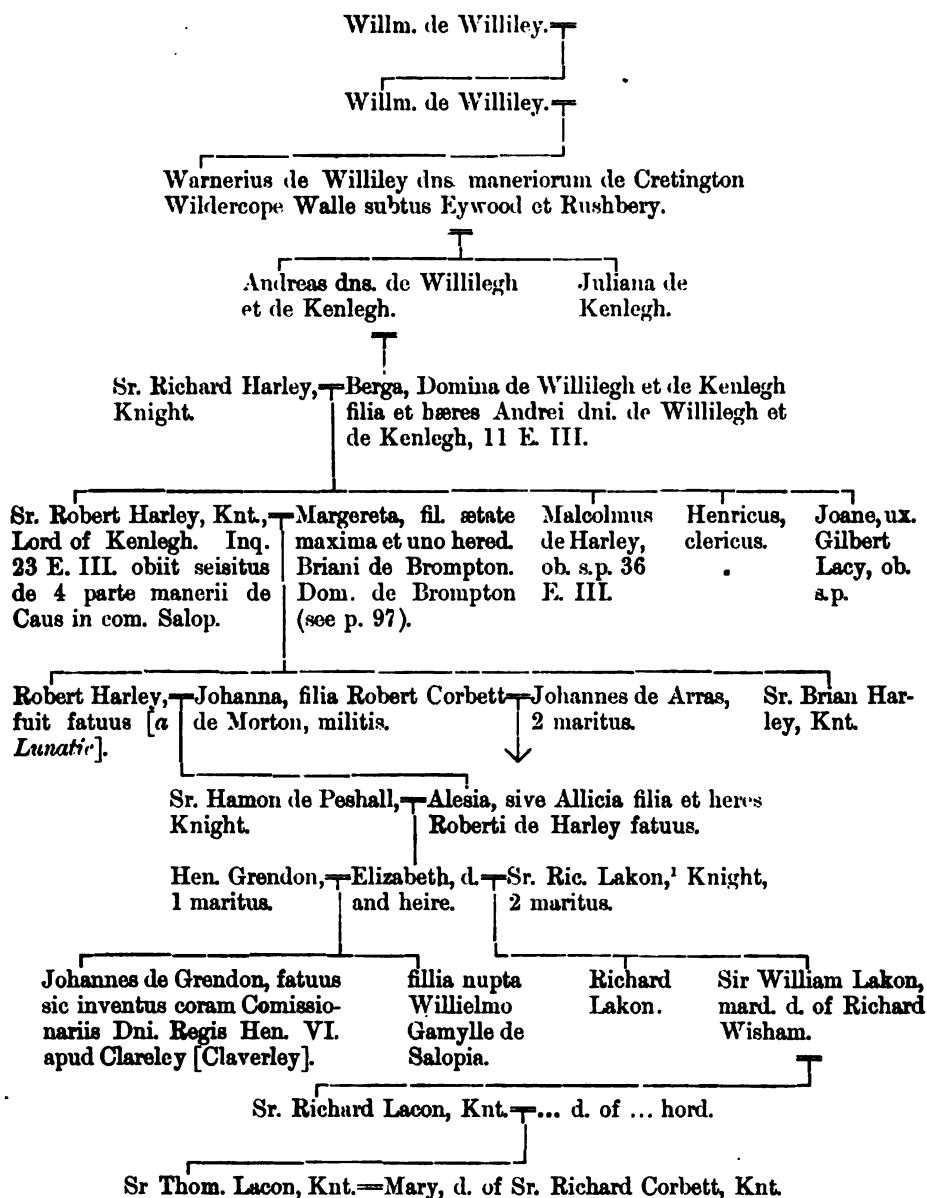 Willm. de Williley.
Willm. de Williley.
Warnerius de Williley dns. maneriorum de Cretington
Wildercope Walle subtus Eywood et Rushbery.
Andreas dns. de Willilegh
et de Kenlegh.
Juliana de
Kenlegh.
Sr. Richard Harley,
Knight.
Berga, Domina de Willilegh et de Kenlegh
filia et hæres Andrei dni. de Willilegh et
de Kenlegh, 11 E. III.
Sr. Robert Harley, Knt.,
Lord of Kenlegh. Inq.
23 E. III. obiit seisitus
de 4 parte manerii de
Caus in com. Salop.
Margereta, fil. ætate
maxima et uno hered.
Briani de Brompton.
Dom. de Brompton
(see p. 97).
Malcolmus
de Harley,
ob. s.p. 36
E. III.
Henricus,
clericus.
Joane, ux.
Gilbert
Lacy, ob.
s.p.
Robert Harley,
fuit fatuus [a
Lunatic].
Johanna, filia Robert Corbett
de Morton, militis.
Johannes de Arras,
2 maritus.
Sr. Brian Har-
ley, Knt.
Sr. Hamon de Peshall,
Knight.
Alesia, sive Allicia filia et heres
Roberti de Harley fatuus.
Hen. Grendon,
1 maritus.
Elizabeth, d.
and heire.
Sr. Ric. Lakon,¹ Knight,
2 maritus.
Johannes de Grendon, fatuus
sic inventus coram Comissio-
nariis Dni. Regis Hen. VI.
apud Clareley [Claverley].
fillia nupta
Willielmo
Gamylle de
Salopia.
Richard
Lakon.
Sir William Lakon,
mard. d. of Richard
Wisham.
Sr. Richard Lacon, Knt.
... d. of ... hord.
Sr Thom. Lacon, Knt.=Mary, d. of Sr. Richard Corbett, Knt.